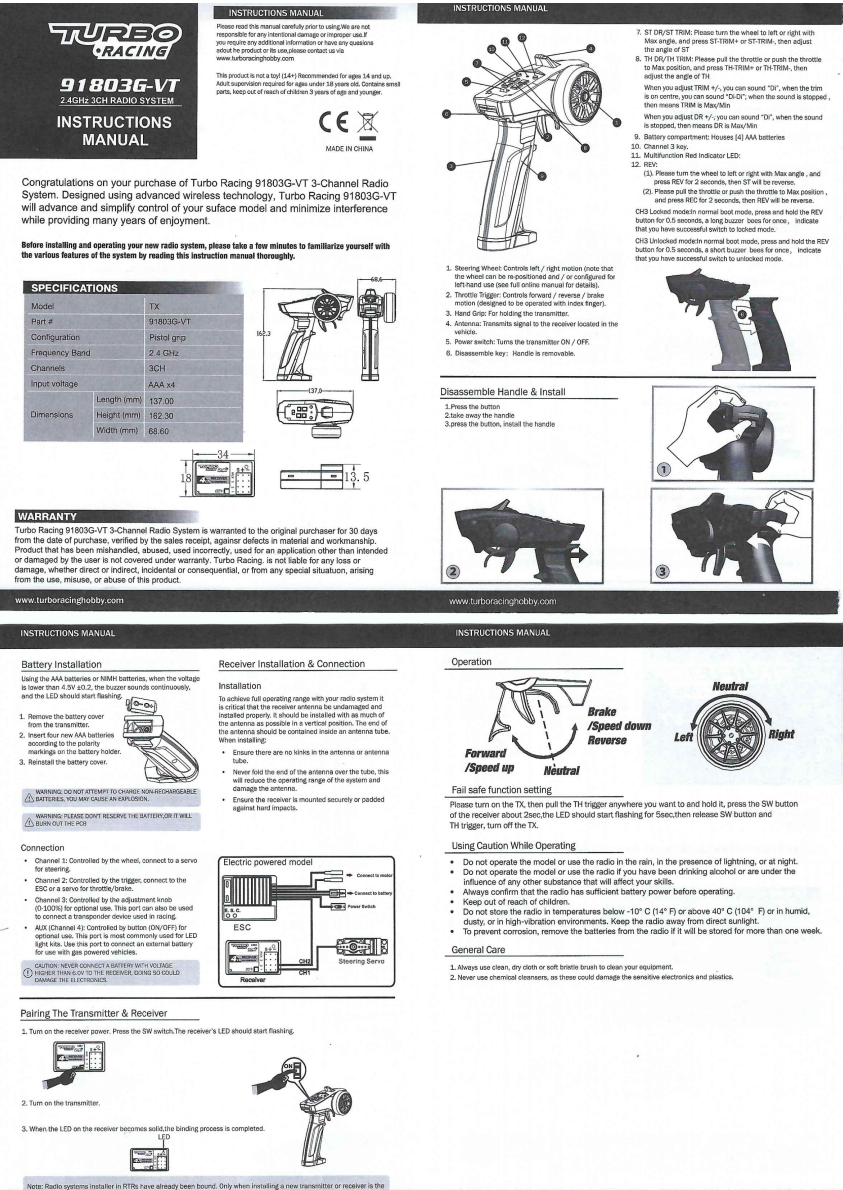 TURBO
RACING
91803G-VT
2.4GHz 3CH RADIO SYSTEM
INSTRUCTIONS
MANUAL
INSTRUCTIONS MANUAL
Please read this manual carefully prior to using.We are not
responsible for any intentional damage or improper use.If
you require any additional information or have any quesions
adout he product or its use,please contact us via
www.turboracinghobby.com
This product is not a toy! (14+) Recommended for ages 14 and up.
Adult supervision required for ages under 18 years old. Contains small
parts, keep out of reach of children 3 years of age and younger.
CE
MADE IN CHINA
Congratulations on your purchase of Turbo Racing 91803G-VT 3-Channel Radio
System. Designed using advanced wireless technology, Turbo Racing 91803G-VT
will advance and simplify control of your suface model and minimize interference
while providing many years of enjoyment.
Before installing and operating your new radio system, please take a few minutes to familiarize yourself with
the various features of the system by reading this instruction manual thoroughly.
SPECIFICATIONS
Model TX
Part # 91803G-VT
Configuration Pistol grip
Frequency Band 2.4 GHz
Channels 3CH
Input voltage AAA x4
Dimensions Length (mm) 137.00
Height (mm) 162.30
Width (mm) 68.60
68.6
162.3
137.0
34
18
13.5
WARRANTY
Turbo Racing 91803G-VT 3-Channel Radio System is warranted to the original purchaser for 30 days
from the date of purchase, verified by the sales receipt, againsr defects in material and workmanship.
Product that has been mishandled, abused, used incorrectly, used for an application other than intended
or damaged by the user is not covered under warranty. Turbo Racing. is not liable for any loss or
damage, whether direct or indirect, incidental or consequential, or from any special situatuon, arising
from the use, misuse, or abuse of this product.
www.turboracinghobby.com
INSTRUCTIONS MANUAL
1. Steering Wheel: Controls left / right motion (note that
the wheel can be re-positioned and / or configured for
left-hand use (see full online manual for details).
2. Throttle Trigger: Controls forward / reverse / brake
motion (designed to be operated with index finger).
3. Hand Grip: For holding the transmitter.
4. Antenna: Transmits signal to the receiver located in the
vehicle.
5. Power switch: Turns the transmitter ON / OFF.
6. Disassemble key: Handle is removable.
7. ST DR/ST TRIM: Please turn the wheel to left or right with
Max angle, and press ST-TRIM+ or ST-TRIM-, then adjust
the angle of ST
8. TH DR/TH TRIM: Please pull the throttle or push the throttle
to Max position, and press TH-TRIM+ or TH-TRIM-, then
adjust the angle of TH
When you adjust TRIM +/-, you can sound "Di", when the trim
is on centre, you can sound "Di-Di"; when the sound is stopped ,
then means TRIM is Max/Min
When you adjust DR +/-, you can sound "Di", when the sound
is stopped, then means DR is Max/Min
9. Battery compartment: Houses [4] AAA batteries
10. Channel 3 key.
11. Multifunction Red Indicator LED:
12. REV:
(1). Please turn the wheel to left or right with Max angle , and
press REV for 2 seconds, then ST will be reverse.
(2). Please pull the throttle or push the throttle to Max position ,
and press REC for 2 seconds, then REV will be reverse.
CH3 Locked mode:In normal boot mode, press and hold the REV
button for 0.5 seconds, a long buzzer bees for once, indicate
that you have successful switch to locked mode.
CH3 Unlocked mode:In normal boot mode, press and hold the REV
button for 0.5 seconds, a short buzzer bees for once, indicate
that you have successful switch to unlocked mode.
Disassemble Handle & Install
1.Press the button
2.take away the handle
3.press the button, install the handle
1
2
3
www.turboracinghobby.com
INSTRUCTIONS MANUAL
Battery Installation
Using the AAA batteries or NIMH batteries, when the voltage
is lower than 4.5V ±0.2, the buzzer sounds continuously,
and the LED should start flashing.
1. Remove the battery cover
from the transmitter.
2. Insert four new AAA batteries
according to the polarity
markings on the battery holder.
3. Reinstall the battery cover.
WARNING: DO NOT ATTEMPT TO CHARGE NON-RECHARGEABLE
BATTERIES, YOU MAY CAUSE AN EXPLOSION.
WARNING: PLEASE DON'T RESERVE THE BATTERY,OR IT WILL
BURN OUT THE PCB
Connection
• Channel 1: Controlled by the wheel, connect to a servo
for steering.
• Channel 2: Controlled by the trigger, connect to the
ESC or a servo for throttle/brake.
• Channel 3: Controlled by the adjustment knob
(0-100%) for optional use. This port can also be used
to connect a transponder device used in racing.
• AUX (Channel 4): Controlled by button (ON/OFF) for
optional use. This port is most commonly used for LED
light kits. Use this port to connect an external battery
for use with gas powered vehicles.
CAUTION: NEVER CONNECT A BATTERY WITH VOLTAGE
HIGHER THAN 6.0V TO THE RECEIVER, GOING SO COULD
DAMAGE THE ELECTRONICS.
Receiver Installation & Connection
Installation
To achieve full operating range with your radio system it
is critical that the receiver antenna be undamaged and
installed properly. It should be installed with as much of
the antenna as possible in a vertical position. The end of
the antenna should be contained inside an antenna tube.
When installing:
• Ensure there are no kinks in the antenna or antenna
tube.
• Never fold the end of the antenna over the tube, this
will reduce the operating range of the system and
damage the antenna.
• Ensure the receiver is mounted securely or padded
against hard impacts.
Electric powered model
Connect to motor
Connect to battery
Power Switch
E. S. C.
ESC
CH2
CH1
Receiver
Steering Servo
Pairing The Transmitter & Receiver
1. Turn on the receiver power. Press the SW switch.The receiver's LED should start flashing.
ON
2. Turn on the transmitter.
3. When the LED on the receiver becomes solid,the binding process is completed.
LED
Note: Radio systems installer in RTRs have already been bound. Only when installing a new transmitter or receiver is the
INSTRUCTIONS MANUAL
Operation
Brake
/Speed down
Reverse
Forward
/Speed up
Neutral
Neutral
Left
Right
Fail safe function setting
Please turn on the TX, then pull the TH trigger anywhere you want to and hold it, press the SW button
of the receiver about 2sec,the LED should start flashing for 5sec,then release SW button and
TH trigger, turn off the TX.
Using Caution While Operating
• Do not operate the model or use the radio in the rain, in the presence of lightning, or at night.
• Do not operate the model or use the radio if you have been drinking alcohol or are under the
influence of any other substance that will affect your skills.
• Always confirm that the radio has sufficient battery power before operating.
• Keep out of reach of children.
• Do not store the radio in temperatures below -10° C (14° F) or above 40° C (104° F) or in humid,
dusty, or in high-vibration environments. Keep the radio away from direct sunlight.
• To prevent corrosion, remove the batteries from the radio if it will be stored for more than one week.
General Care
1. Always use clean, dry cloth or soft bristle brush to clean your equipment.
2. Never use chemical cleansers, as these could damage the sensitive electronics and plastics.